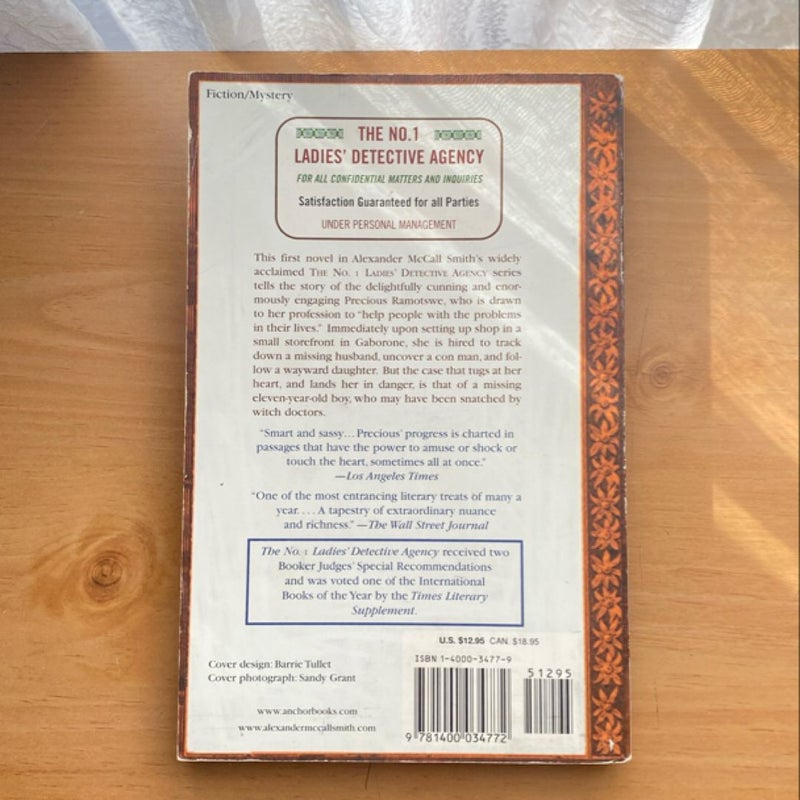 Fiction/Mystery
THE NO.1
LADIES' DETECTIVE AGENCY
FOR ALL CONFIDENTIAL MATTERS AND INQUIRIES
Satisfaction Guaranteed for all Parties
UNDER PERSONAL MANAGEMENT
This first novel in Alexander McCall Smith's widely
acclaimed THE NO. 1 LADIES' DETECTIVE AGENCY series
tells the story of the delightfully cunning and enor-
mously engaging Precious Ramotswe, who is drawn
to her profession to "help people with the problems
in their lives." Immediately upon setting up shop in a
small storefront in Gaborone, she is hired to track
down a missing husband, uncover a con man, and fol-
low a wayward daughter. But the case that tugs at her
heart, and lands her in danger, is that of a missing
eleven-year-old boy, who may have been snatched by
witch doctors.
"Smart and sassy... Precious' progress is charted in
passages that have the power to amuse or shock or
touch the heart, sometimes all at once."
—Los Angeles Times
"One of the most entrancing literary treats of many a
year. . . . A tapestry of extraordinary nuance
and richness." —The Wall Street Journal
The No. 1 Ladies' Detective Agency received two
Booker Judges' Special Recommendations
and was voted one of the International
Books of the Year by the Times Literary
Supplement.
U.S. $12.95 CAN. $18.95
ISBN 1-4000-3477-9
51295
9 781400 034772
Cover design: Barrie Tullet
Cover photograph: Sandy Grant
www.anchorbooks.com
www.alexandermccallsmith.com